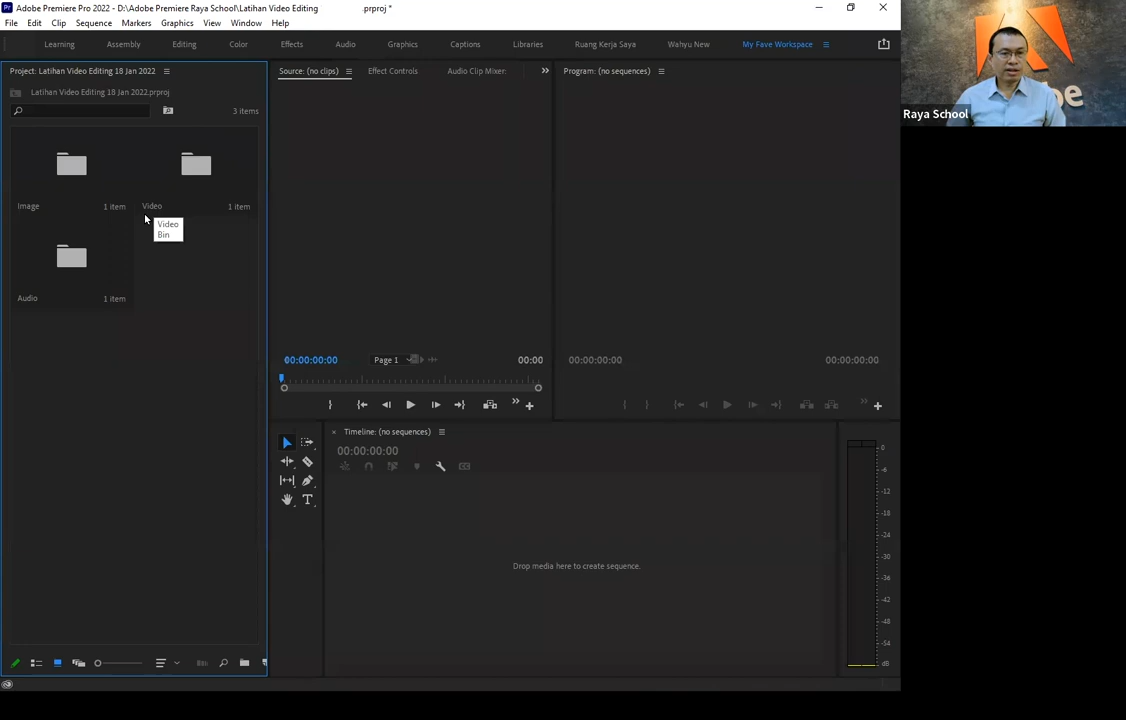 Pr Adobe Premiere Pro 2022 - D:\Adobe Premiere Raya School\Latihan Video Editing .prproj *
File Edit Clip Sequence Markers Graphics View Window Help
Learning Assembly Editing Color Effects Audio Graphics Captions Libraries Ruang Kerja Saya Wahyu New My Fave Workspace
Project: Latihan Video Editing 18 Jan 2022 Source: (no clips) Effect Controls Audio Clip Mixer: Program: (no sequences)
Latihan Video Editing 18 Jan 2022.prproj
3 items
Image 1 item Video 1 item
Video
Bin
Audio 1 item
00:00:00:00 Page 1 00:00 00:00:00:00 00:00:00:00
Timeline: (no sequences)
00:00:00:00
Drop media here to create sequence.
T
0
-6
-12
-18
-24
-30
-36
-42
-48
-54
dB
be
Raya School